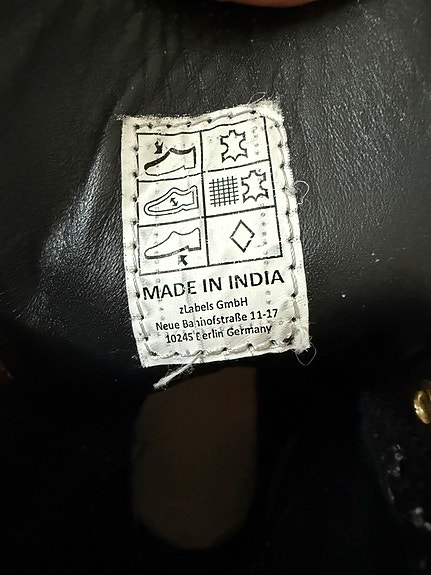 MADE IN INDIA
zLabels GmbH
Neue Bahnhofstraße 11-17
10245 Berlin Germany